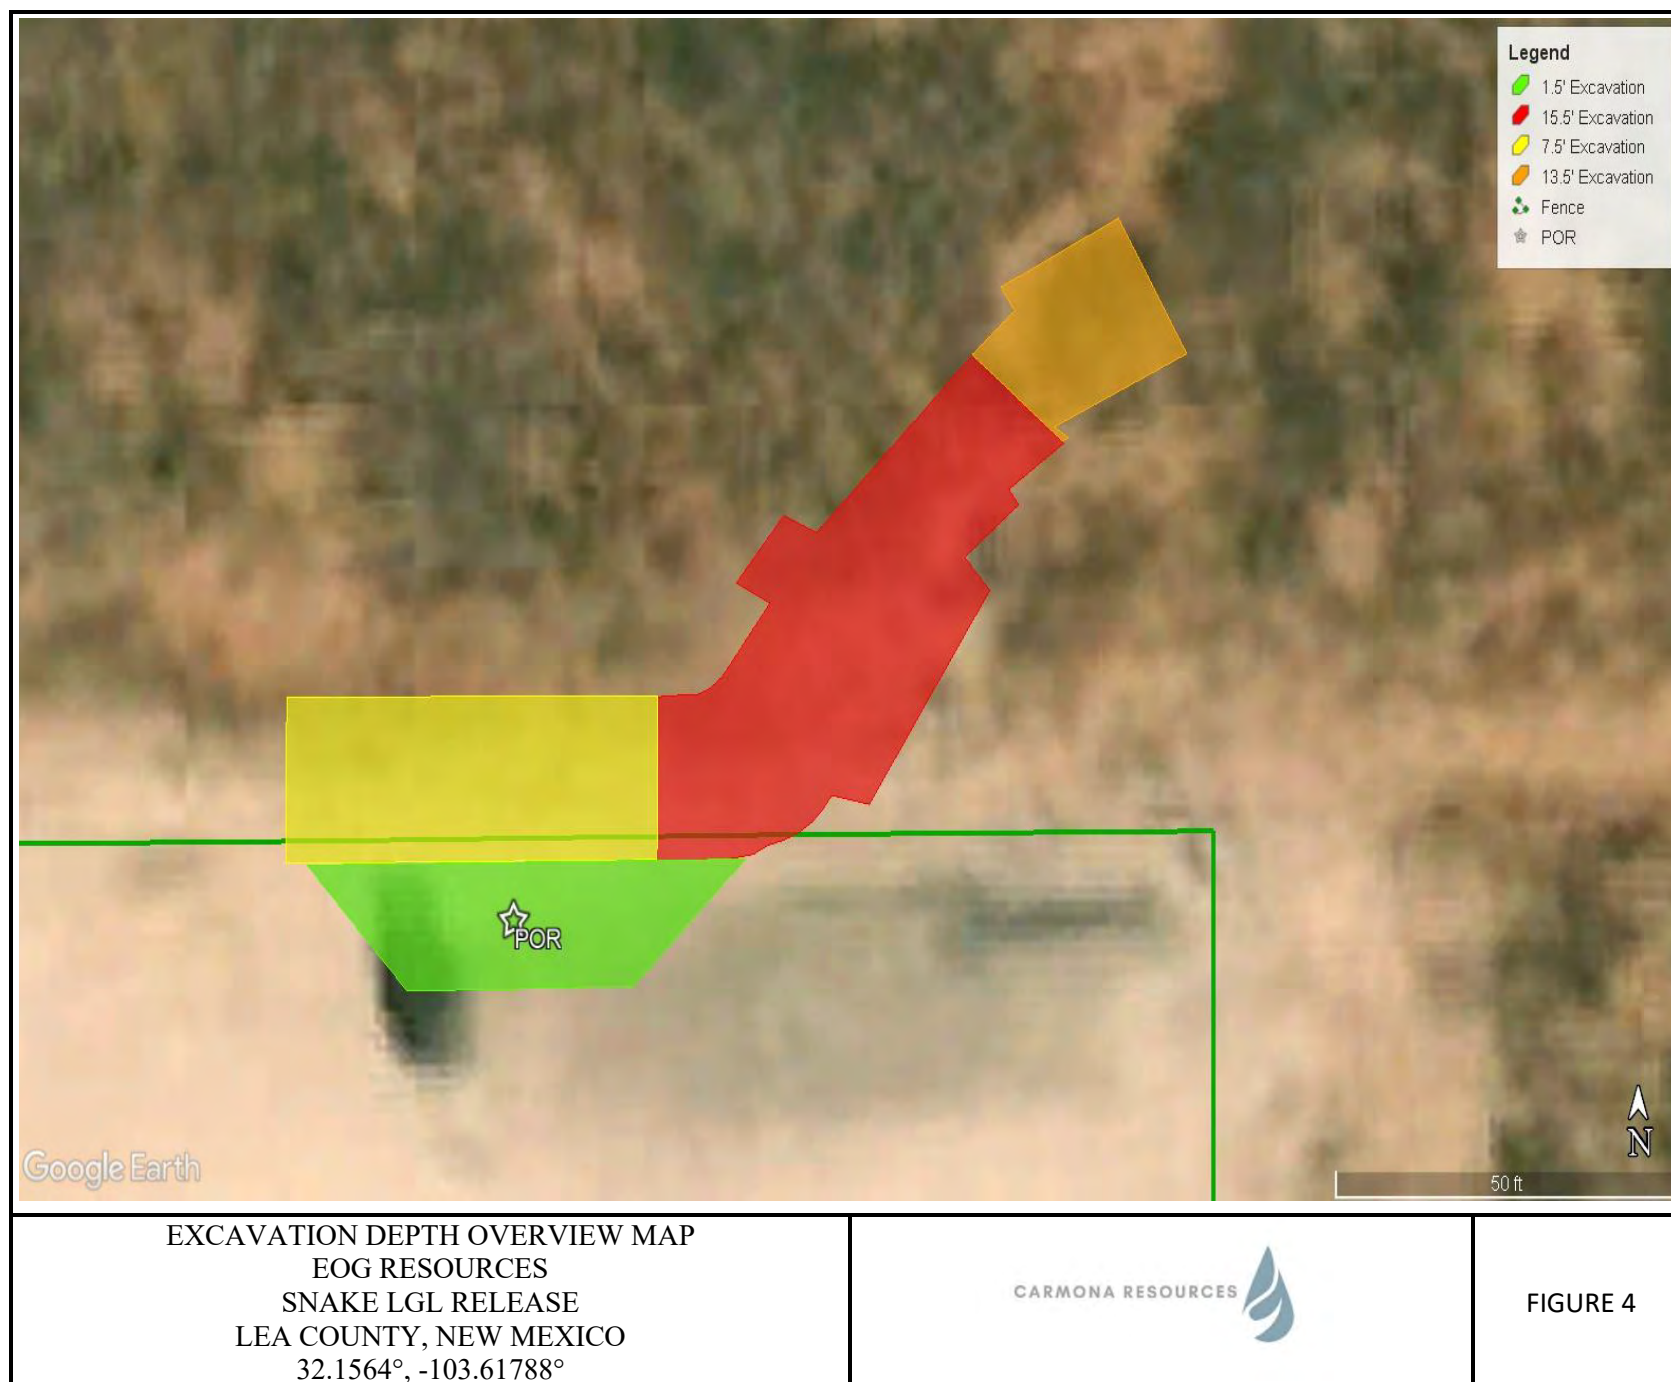 Legend
1.5' Excavation
15.5' Excavation
7.5' Excavation
13.5' Excavation
Fence
POR
POR
N
Google Earth
50 ft
EXCAVATION DEPTH OVERVIEW MAP
EOG RESOURCES
SNAKE LGL RELEASE
LEA COUNTY, NEW MEXICO
32.1564°, -103.61788°
CARMONA RESOURCES
FIGURE 4